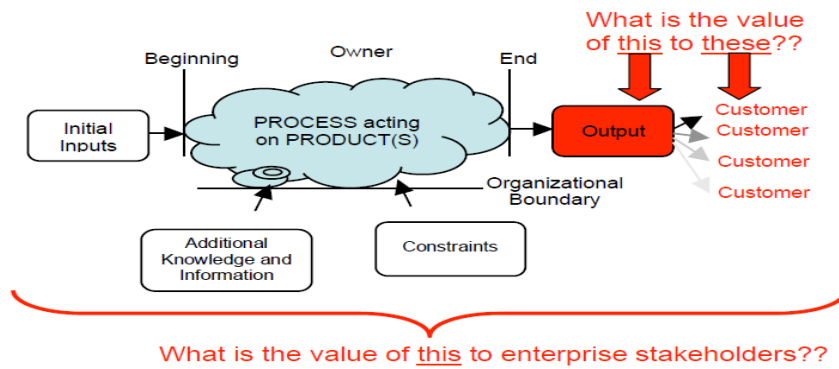 What is the value
of this to these??
Owner
Beginning
End
Initial
Inputs
PROCESS acting
on PRODUCT(S)
Output
Customer
Customer
Customer
Customer
Organizational
Boundary
Additional
Knowledge and
Information
Constraints
What is the value of this to enterprise stakeholders??